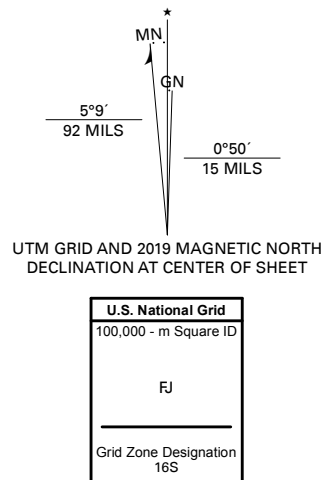 ★
MN
GN
5°9´
92 MILS
0°50´
15 MILS
UTM GRID AND 2019 MAGNETIC NORTH
DECLINATION AT CENTER OF SHEET
U.S. National Grid
100,000 - m Square ID
FJ
Grid Zone Designation
16S